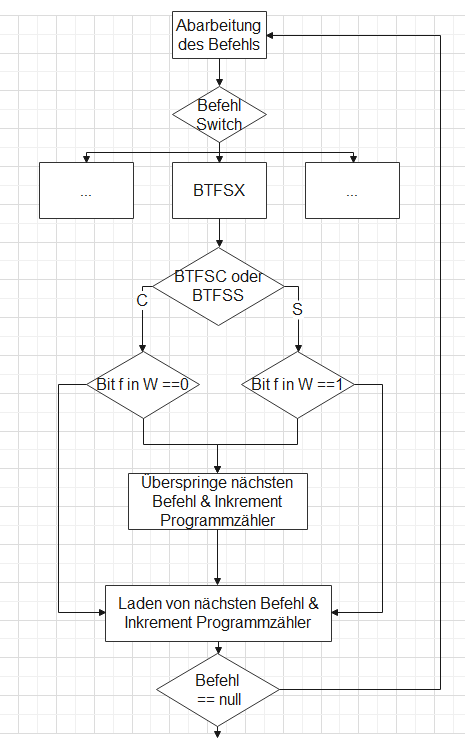 Abarbeitung
des Befehls
Befehl
Switch
...
BTFSX
...
BTFSC oder
BTFSS
C
S
Bit f in W ==0
Bit f in W ==1
Überspringe nächsten
Befehl & Inkrement
Programmzähler
Laden von nächsten Befehl &
Inkrement Programmzähler
Befehl
== null